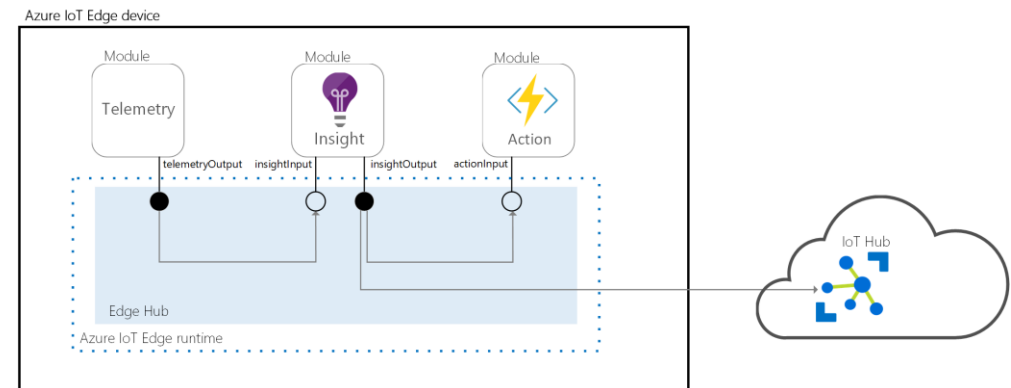 Azure IoT Edge device
Module
Module
Module
Telemetry
Insight
Action
telemetryOutput
insightInput
insightOutput
actionInput
IoT Hub
Edge Hub
Azure IoT Edge runtime